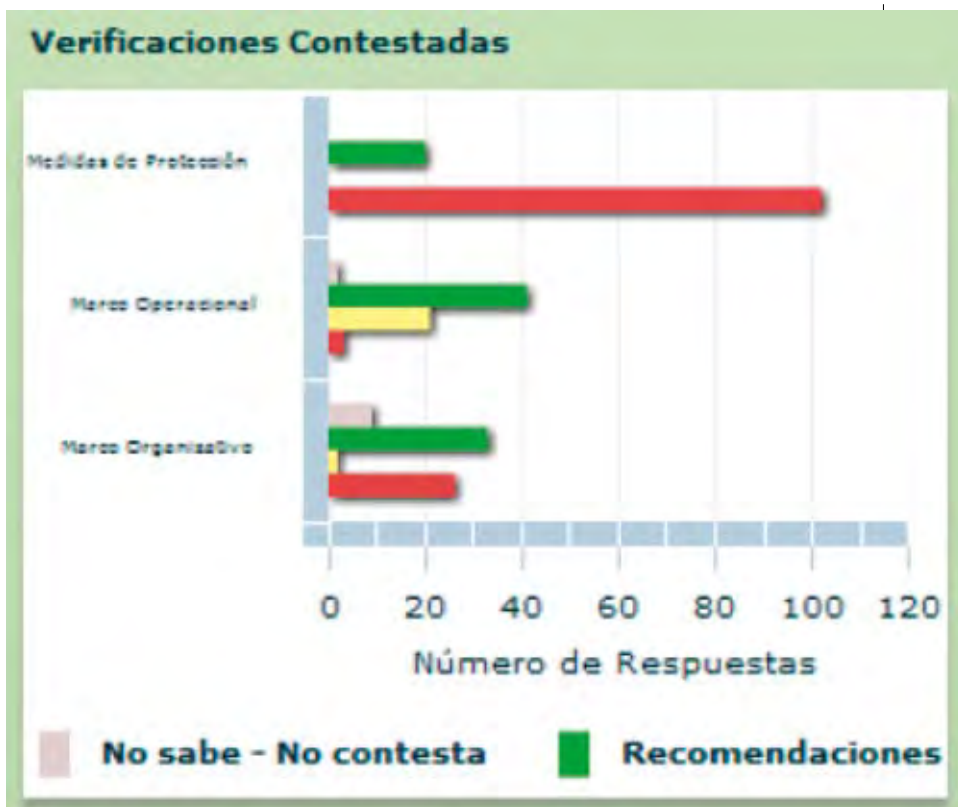 Verificaciones Contestadas
Medidas de Protección
Marco Operacional
Marco Organizativo
0 20 40 60 80 100 120
Número de Respuestas
No sabe - No contesta Recomendaciones